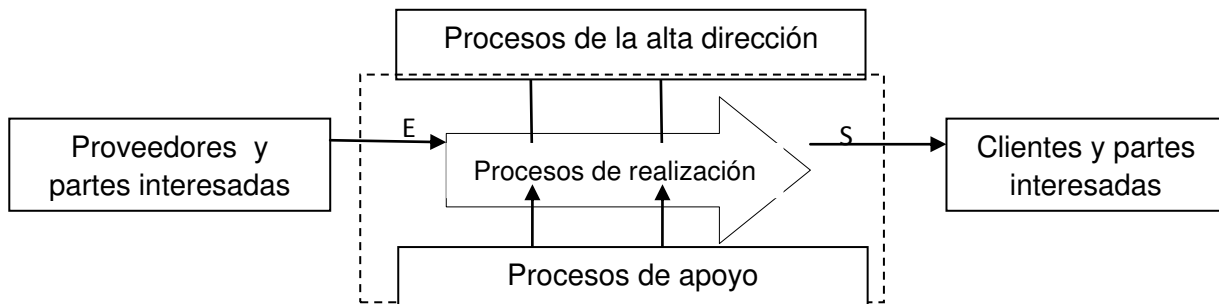 Procesos de la alta dirección
E
S
Proveedores y
partes interesadas
Procesos de realización
Clientes y partes
interesadas
Procesos de apoyo